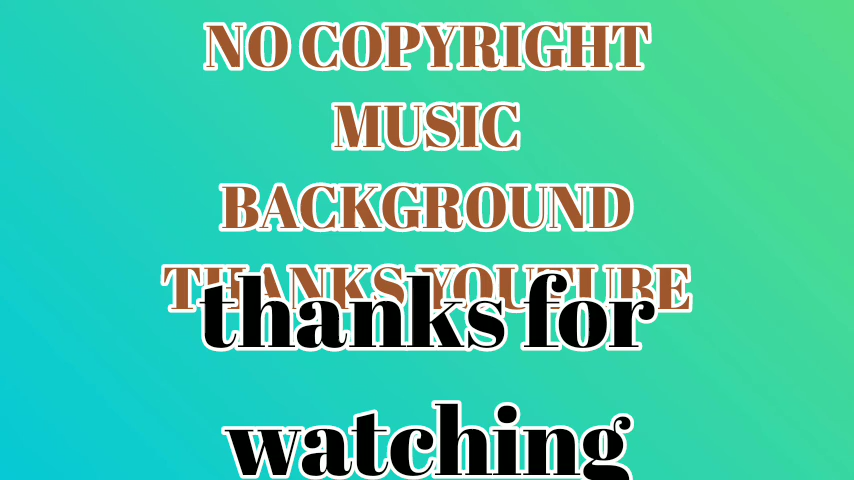 NO COPYRIGHT
MUSIC
BACKGROUND
THANKS YOUTUBE
thanks for
watching